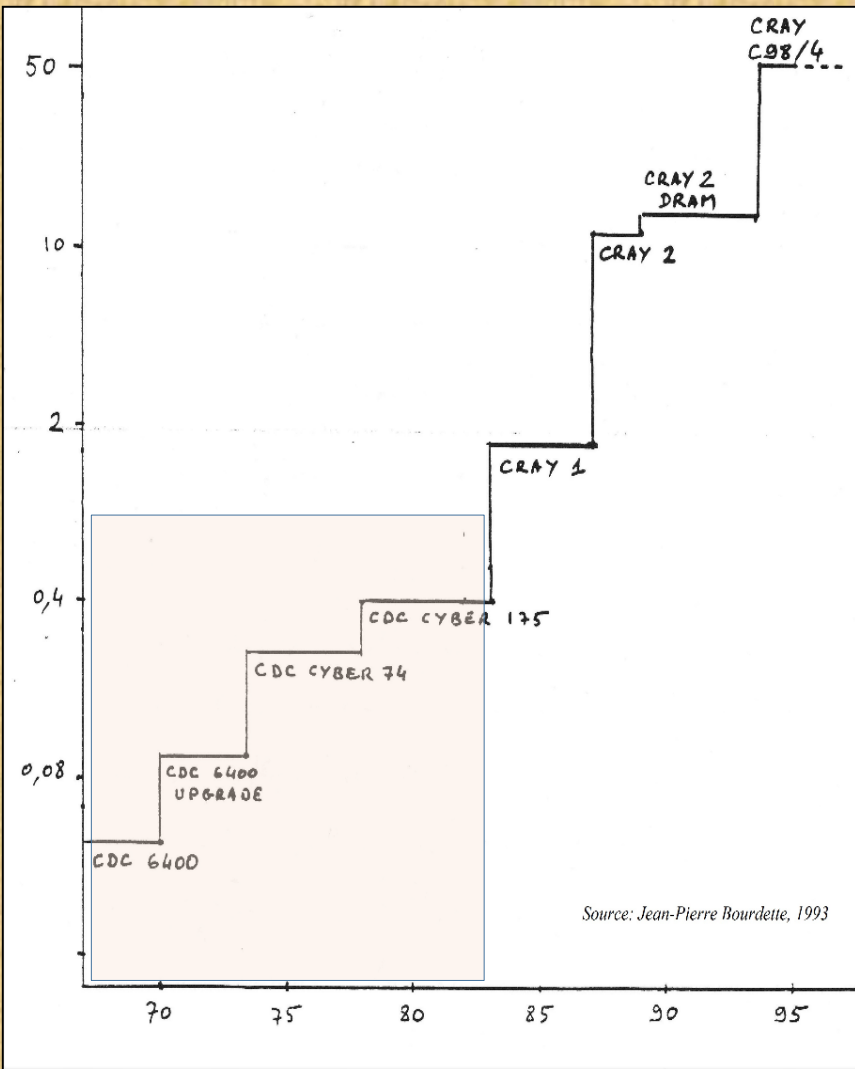 CRAY
C98/4
50
CRAY 2
DRAM
10
CRAY 2
2
CRAY 1
0,4
CDC CYBER 175
CDC CYBER 74
0,08
CDC 6400
UPGRADE
CDC 6400
Source: Jean-Pierre Bourdette, 1993
70 75 80 85 90 95